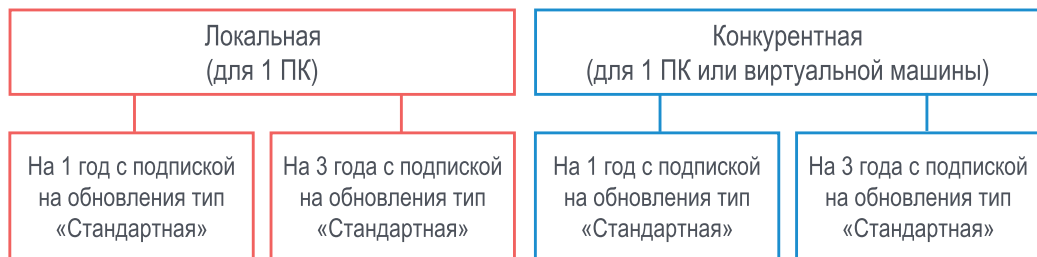 Локальная
(для 1 ПК)
Конкурентная
(для 1 ПК или виртуальной машины)
На 1 год с подпиской
на обновления тип
«Стандартная»
На 3 года с подпиской
на обновления тип
«Стандартная»
На 1 год с подпиской
на обновления тип
«Стандартная»
На 3 года с подпиской
на обновления тип
«Стандартная»